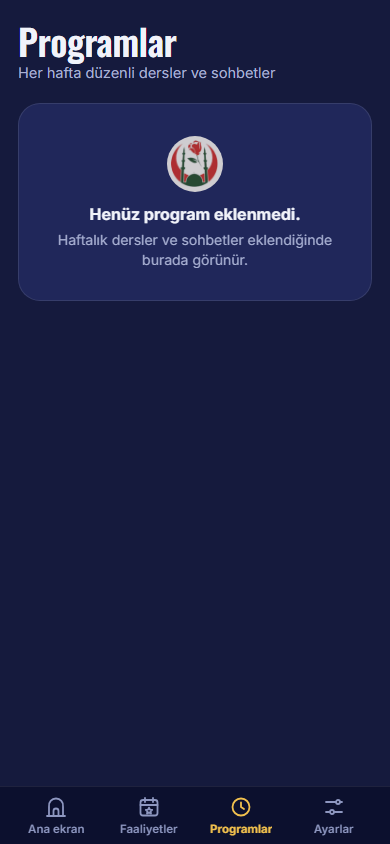 Programlar
Her hafta düzenli dersler ve sohbetler
Henüz program eklenmedi.
Haftalık dersler ve sohbetler eklendiğinde
burada görünür.
Ana ekran
Faaliyetler
Programlar
Ayarlar